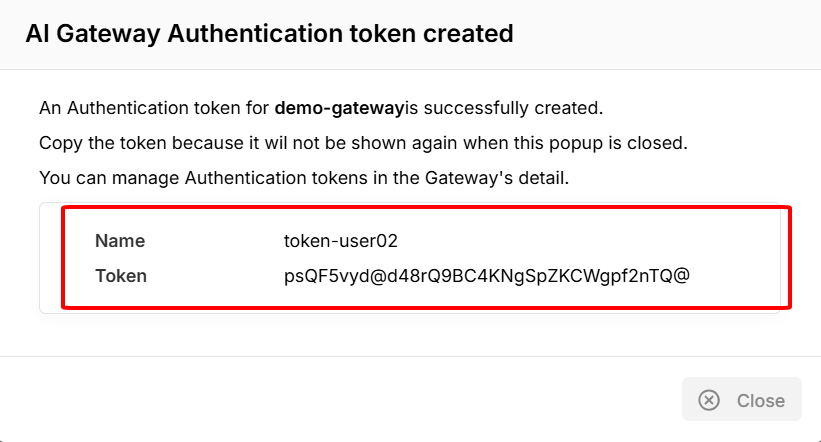 AI Gateway Authentication token created
An Authentication token for demo-gatewayis successfully created.
Copy the token because it wil not be shown again when this popup is closed.
You can manage Authentication tokens in the Gateway's detail.
Name token-user02
Token psQF5vyd@d48rQ9BC4KNgSpZKCWgpf2nTQ@
Close